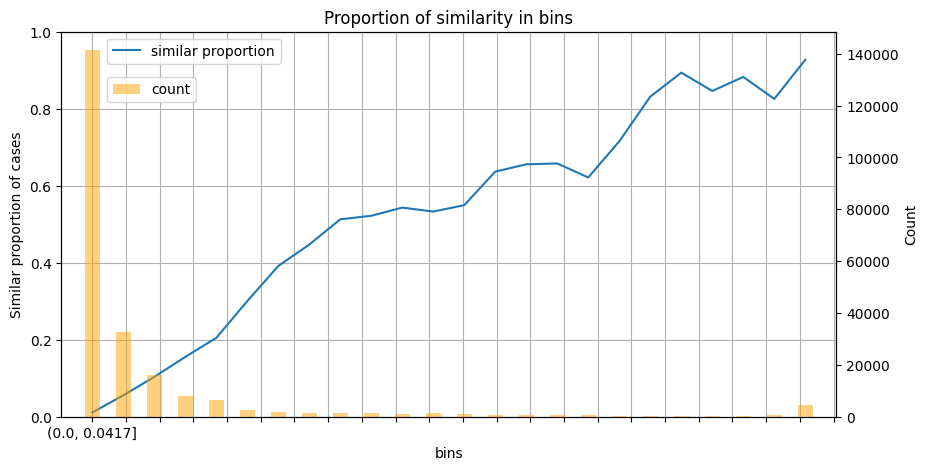 Proportion of similarity in bins
similar proportion
count
Similar proportion of cases
1.0
0.8
0.6
0.4
0.2
0.0
140000
120000
100000
80000
60000
40000
20000
0
Count
(0.0, 0.0417]
bins